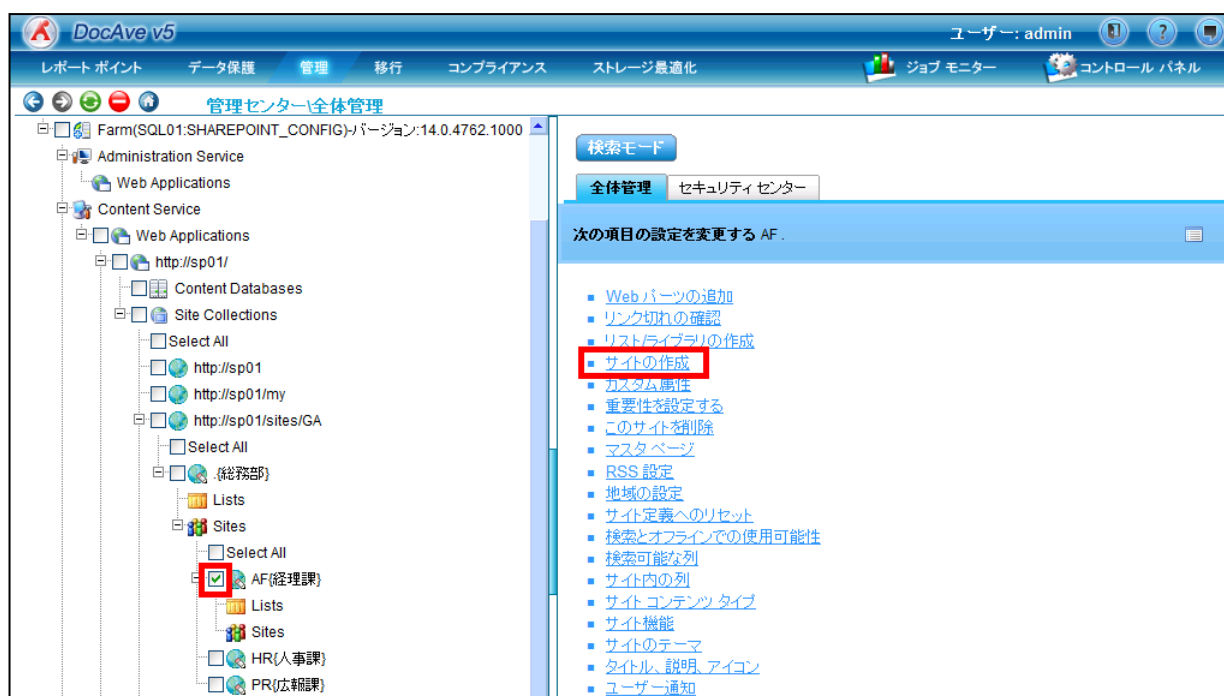 DocAve v5
ユーザー: admin
レポート ポイント データ保護 管理 移行 コンプライアンス ストレージ最適化 ジョブ モニター コントロール パネル
管理センター\全体管理
Farm(SQL01:SHAREPOINT_CONFIG)-バージョン:14.0.4762.1000
Administration Service
Web Applications
Content Service
Web Applications
http://sp01/
Content Databases
Site Collections
Select All
http://sp01
http://sp01/my
http://sp01/sites/GA
Select All
.{総務部}
Lists
Sites
Select All
AF{経理課}
Lists
Sites
HR{人事課}
PR{広報課}
検索モード
全体管理 セキュリティ センター
次の項目の設定を変更する AF .
Web パーツの追加
リンク切れの確認
リスト/ライブラリの作成
サイトの作成
カスタム属性
重要性を設定する
このサイトを削除
マスタ ページ
RSS 設定
地域の設定
サイト定義へのリセット
検索とオフラインでの使用可能性
検索可能な列
サイト内の列
サイト コンテンツ タイプ
サイト機能
サイトのテーマ
タイトル、説明、アイコン
ユーザー通知